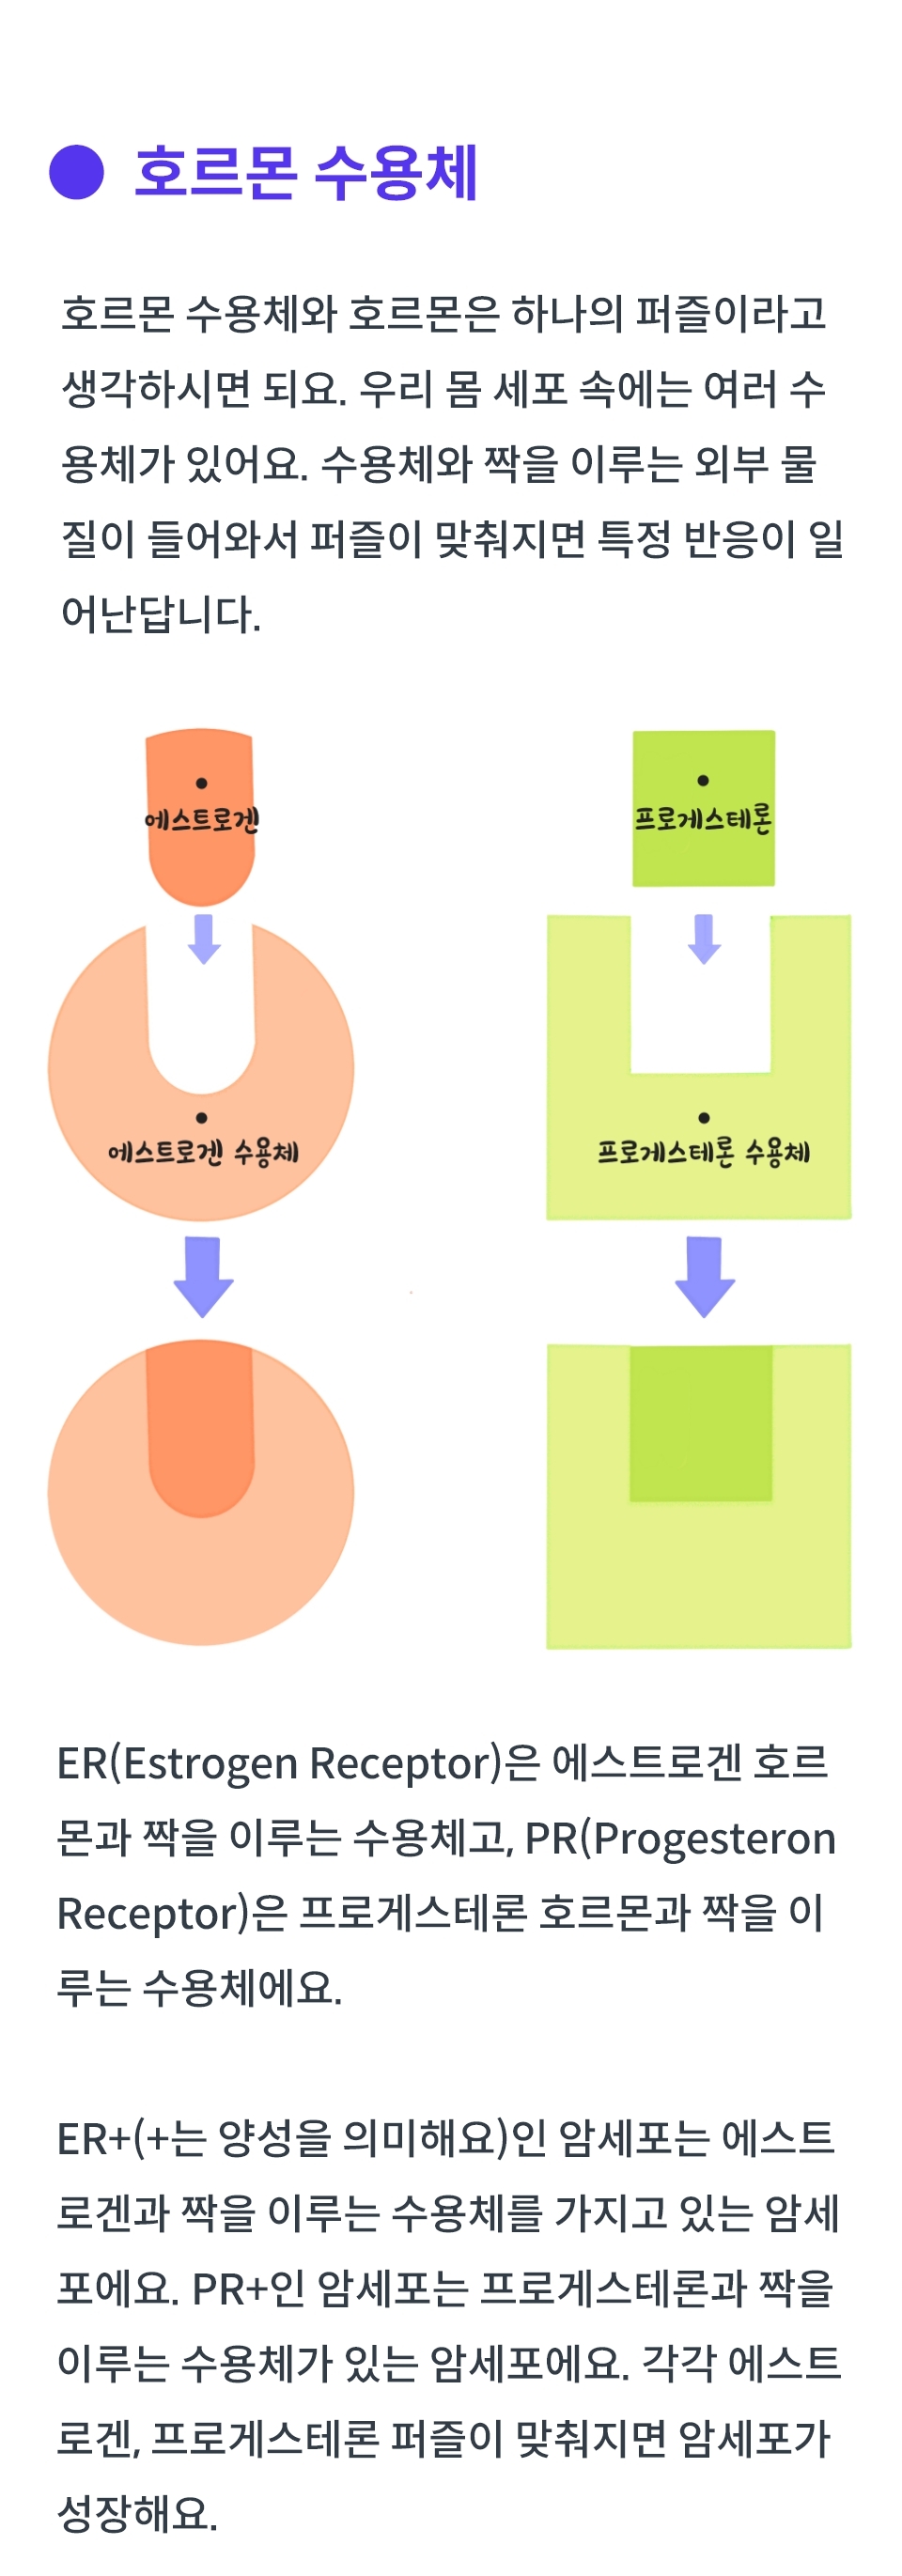 호르몬 수용체
호르몬 수용체와 호르몬은 하나의 퍼즐이라고
생각하시면 되요. 우리 몸 세포 속에는 여러 수
용체가 있어요. 수용체와 짝을 이루는 외부 물
질이 들어와서 퍼즐이 맞춰지면 특정 반응이 일
어난답니다.
에스트로겐
프로게스테론
에스트로겐 수용체
프로게스테론 수용체
ER(Estrogen Receptor)은 에스트로겐 호르
몬과 짝을 이루는 수용체고, PR(Progesteron
Receptor)은 프로게스테론 호르몬과 짝을 이
루는 수용체에요.
ER+(+는 양성을 의미해요)인 암세포는 에스트
로겐과 짝을 이루는 수용체를 가지고 있는 암세
포에요. PR+인 암세포는 프로게스테론과 짝을
이루는 수용체가 있는 암세포에요. 각각 에스트
로겐, 프로게스테론 퍼즐이 맞춰지면 암세포가
성장해요.